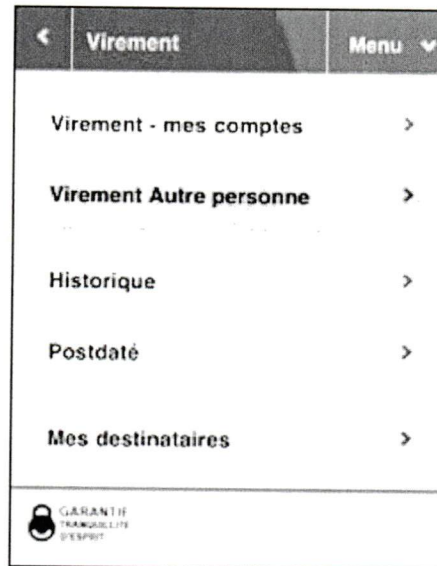 Virement
Menu
Virement - mes comptes
Virement Autre personne
Historique
Postdaté
Mes destinataires
GARANTIE
TRANQUILLITÉ
D'ESPRIT